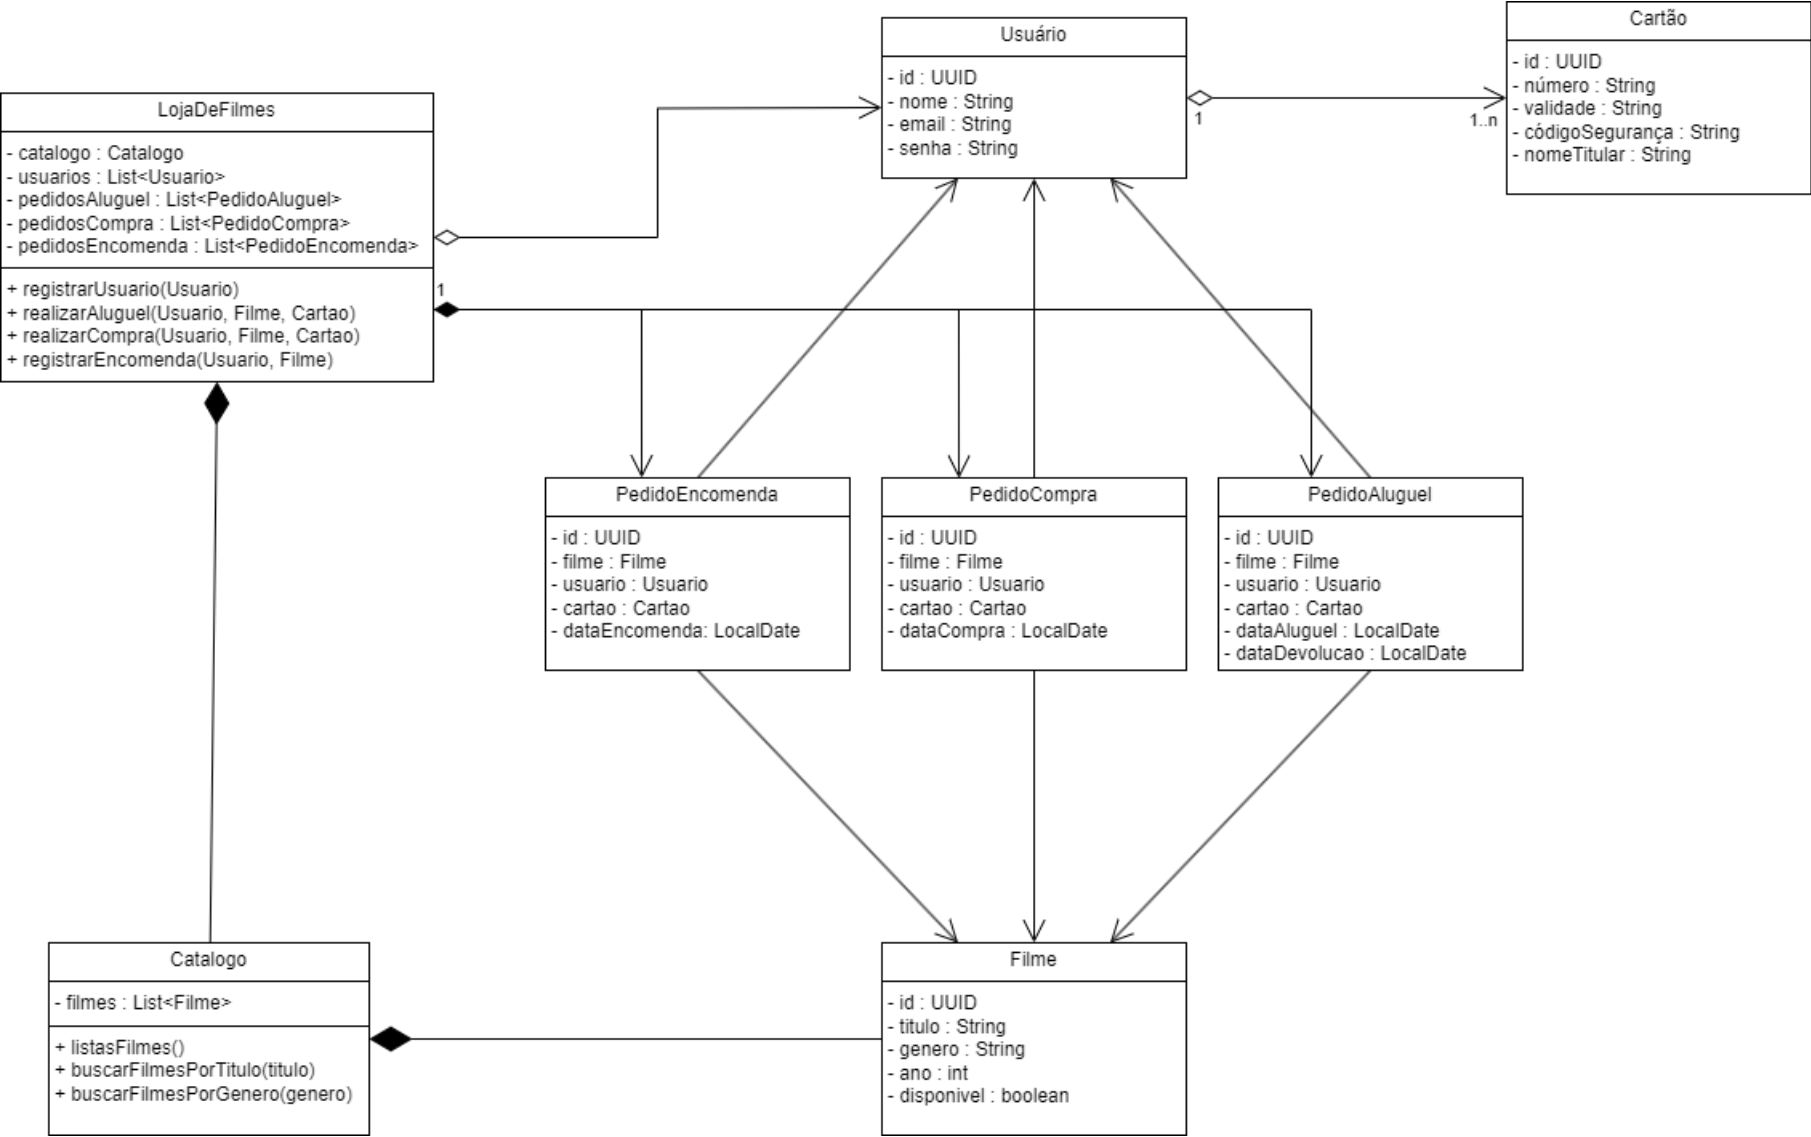 Usuário
- id : UUID
- nome : String
- email : String
- senha : String
1
1..n
Cartão
- id : UUID
- número : String
- validade : String
- códigoSegurança : String
- nomeTitular : String
LojaDeFilmes
- catalogo : Catalogo
- usuarios : List<Usuario>
- pedidosAluguel : List<PedidoAluguel>
- pedidosCompra : List<PedidoCompra>
- pedidosEncomenda : List<PedidoEncomenda>
+ registrarUsuario(Usuario)
+ realizarAluguel(Usuario, Filme, Cartao)
+ realizarCompra(Usuario, Filme, Cartao)
+ registrarEncomenda(Usuario, Filme)
1
PedidoEncomenda
- id : UUID
- filme : Filme
- usuario : Usuario
- cartao : Cartao
- dataEncomenda: LocalDate
PedidoCompra
- id : UUID
- filme : Filme
- usuario : Usuario
- cartao : Cartao
- dataCompra : LocalDate
PedidoAluguel
- id : UUID
- filme : Filme
- usuario : Usuario
- cartao : Cartao
- dataAluguel : LocalDate
- dataDevolucao : LocalDate
Catalogo
- filmes : List<Filme>
+ listasFilmes()
+ buscarFilmesPorTitulo(titulo)
+ buscarFilmesPorGenero(genero)
Filme
- id : UUID
- titulo : String
- genero : String
- ano : int
- disponivel : boolean